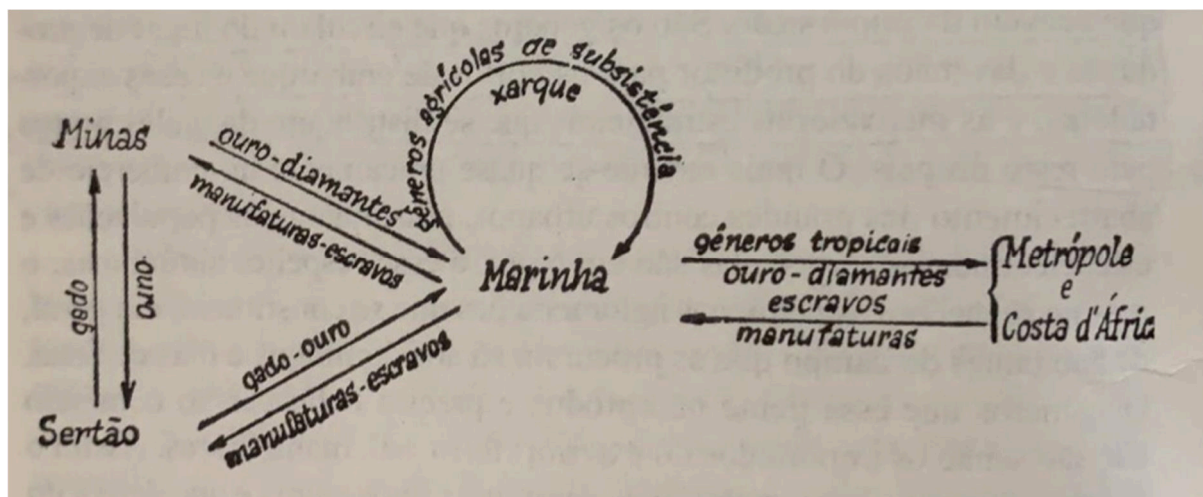 gêneros agrícolas de subsistência
xarque
Minas
ouro-diamantes
manufaturas-escravos
gado
ouro
Marinha
gêneros tropicais
ouro-diamantes
escravos
manufaturas
Metrópole
e
Costa d'Áfric
gado-ouro
manufaturas-escravos
Sertão